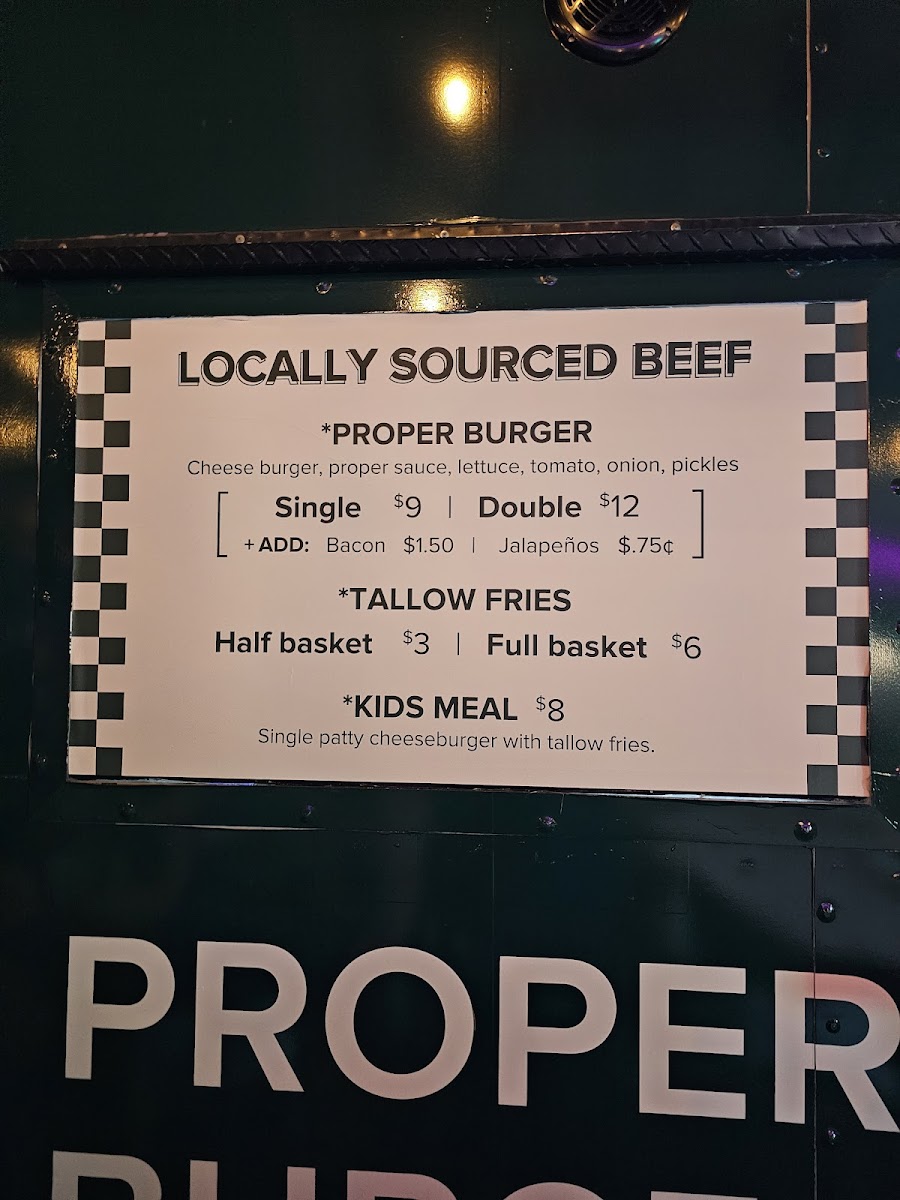 LOCALLY SOURCED BEEF
*PROPER BURGER
Cheese burger, proper sauce, lettuce, tomato, onion, pickles
Single $9 | Double $12
+ ADD: Bacon $1.50 | Jalapeños $.75¢
*TALLOW FRIES
Half basket $3 | Full basket $6
*KIDS MEAL $8
Single patty cheeseburger with tallow fries.
PROPER